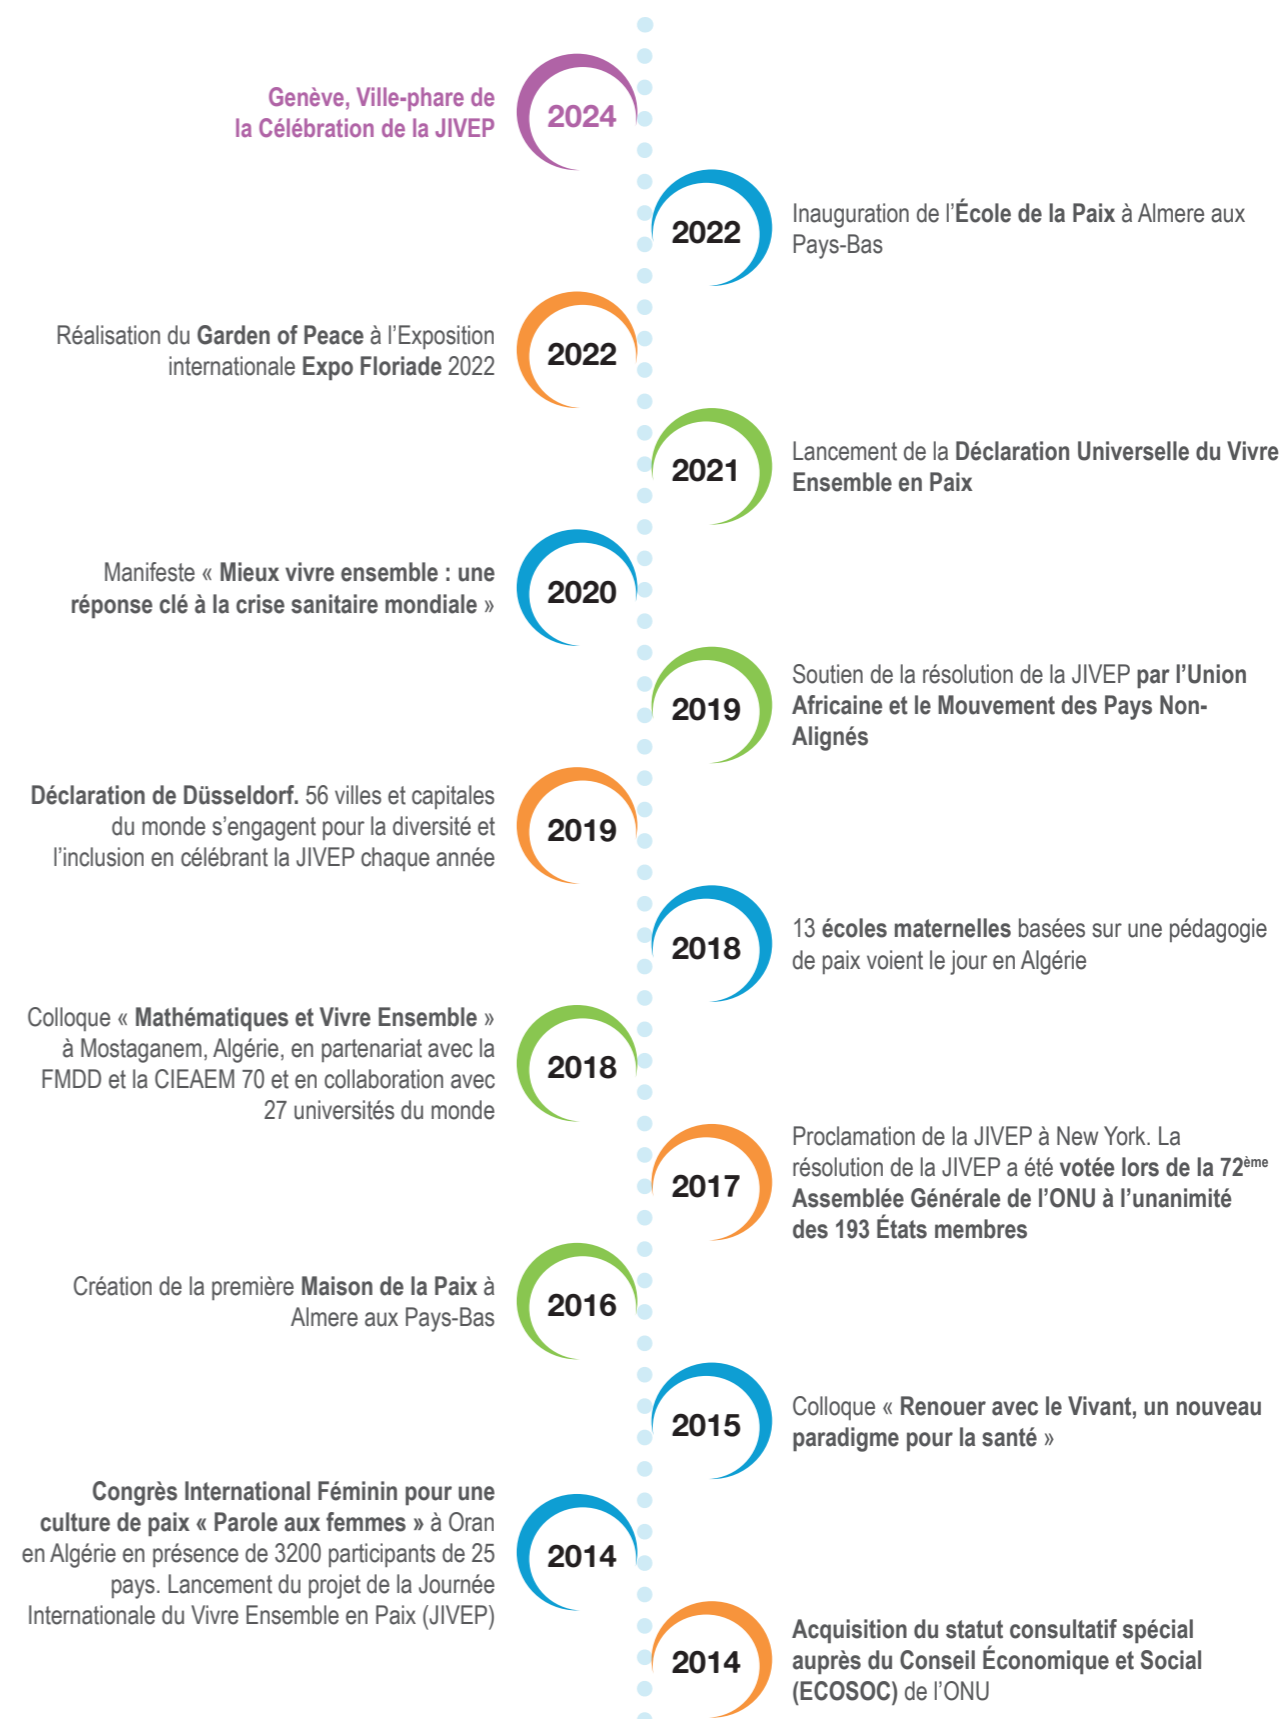 Genève, Ville-phare de
la Célébration de la JIVEP
2024
2022
Inauguration de l’École de la Paix à Almere aux
Pays-Bas
Réalisation du Garden of Peace à l’Exposition
internationale Expo Floriade 2022
2022
2021
Lancement de la Déclaration Universelle du Vivre
Ensemble en Paix
Manifeste « Mieux vivre ensemble : une
réponse clé à la crise sanitaire mondiale »
2020
2019
Soutien de la résolution de la JIVEP par l’Union
Africaine et le Mouvement des Pays Non-
Alignés
Déclaration de Düsseldorf. 56 villes et capitales
du monde s’engagent pour la diversité et
l’inclusion en célébrant la JIVEP chaque année
2019
2018
13 écoles maternelles basées sur une pédagogie
de paix voient le jour en Algérie
Colloque « Mathématiques et Vivre Ensemble »
à Mostaganem, Algérie, en partenariat avec la
FMDD et la CIEAEM 70 et en collaboration avec
27 universités du monde
2018
2017
Proclamation de la JIVEP à New York. La
résolution de la JIVEP a été votée lors de la 72ème
Assemblée Générale de l’ONU à l’unanimité
des 193 États membres
Création de la première Maison de la Paix à
Almere aux Pays-Bas
2016
2015
Colloque « Renouer avec le Vivant, un nouveau
paradigme pour la santé »
Congrès International Féminin pour une
culture de paix « Parole aux femmes » à Oran
en Algérie en présence de 3200 participants de 25
pays. Lancement du projet de la Journée
Internationale du Vivre Ensemble en Paix (JIVEP)
2014
2014
Acquisition du statut consultatif spécial
auprès du Conseil Économique et Social
(ECOSOC) de l’ONU